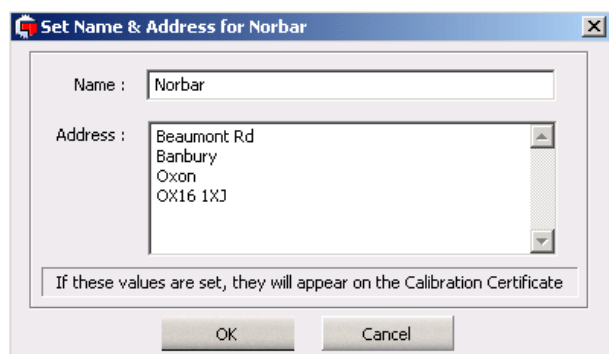 Set Name & Address for Norbar
Name : Norbar
Address : Beaumont Rd
Banbury
Oxon
OX16 1XJ
If these values are set, they will appear on the Calibration Certificate
OK Cancel